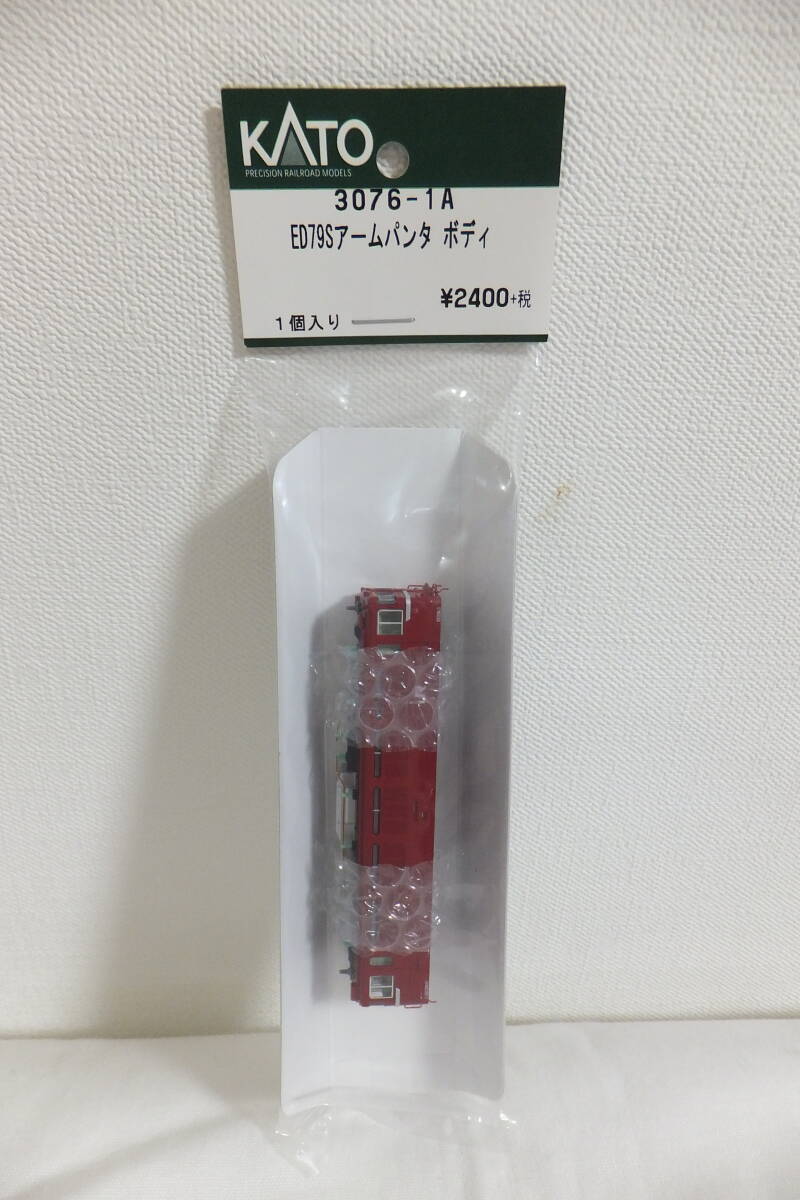 KATO
PRECISION RAILROAD MODELS
3076-1A
ED79Sアームパンタ ボディ
¥2400+税
1個入り